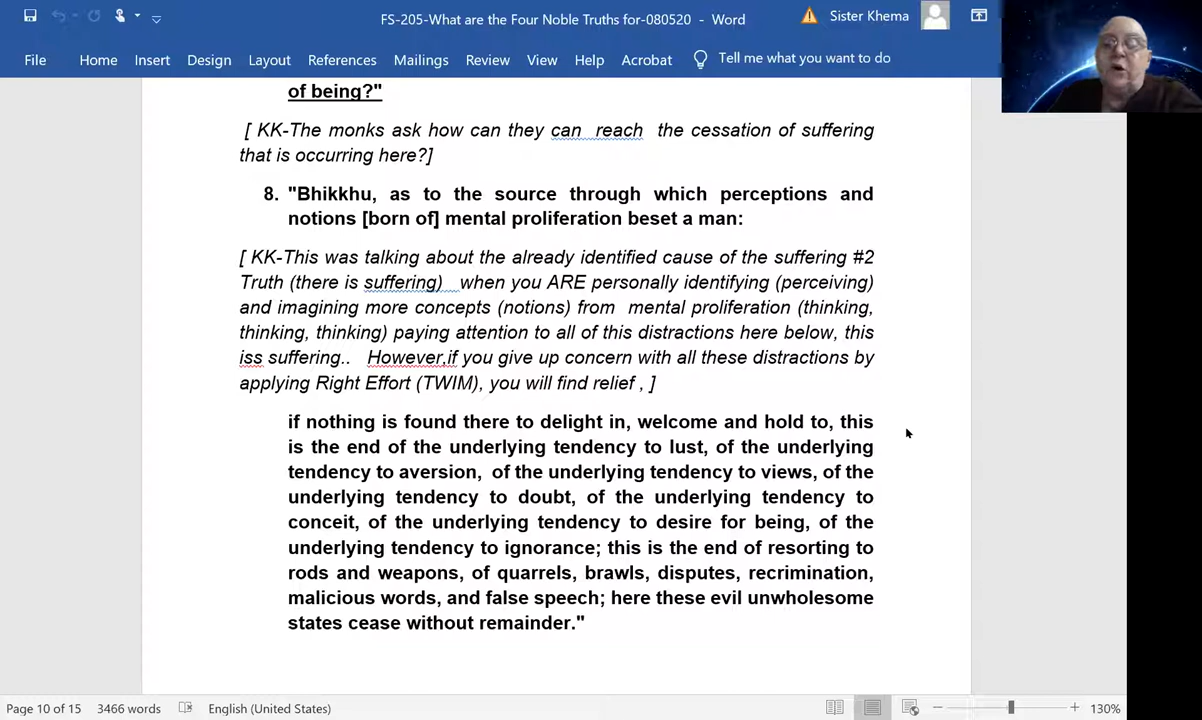 FS-205-What are the Four Noble Truths for-080520 - Word
Sister Khema
File Home Insert Design Layout References Mailings Review View Help Acrobat Tell me what you want to do
of being?"
[ KK-The monks ask how can they can reach the cessation of suffering
that is occurring here?]
8. "Bhikkhu, as to the source through which perceptions and
notions [born of] mental proliferation beset a man:
[ KK-This was talking about the already identified cause of the suffering #2
Truth (there is suffering) when you ARE personally identifying (perceiving)
and imagining more concepts (notions) from mental proliferation (thinking,
thinking, thinking) paying attention to all of this distractions here below, this
iss suffering.. However,if you give up concern with all these distractions by
applying Right Effort (TWIM), you will find relief , ]
if nothing is found there to delight in, welcome and hold to, this
is the end of the underlying tendency to lust, of the underlying
tendency to aversion, of the underlying tendency to views, of the
underlying tendency to doubt, of the underlying tendency to
conceit, of the underlying tendency to desire for being, of the
underlying tendency to ignorance; this is the end of resorting to
rods and weapons, of quarrels, brawls, disputes, recrimination,
malicious words, and false speech; here these evil unwholesome
states cease without remainder."
Page 10 of 15 3466 words English (United States) 130%